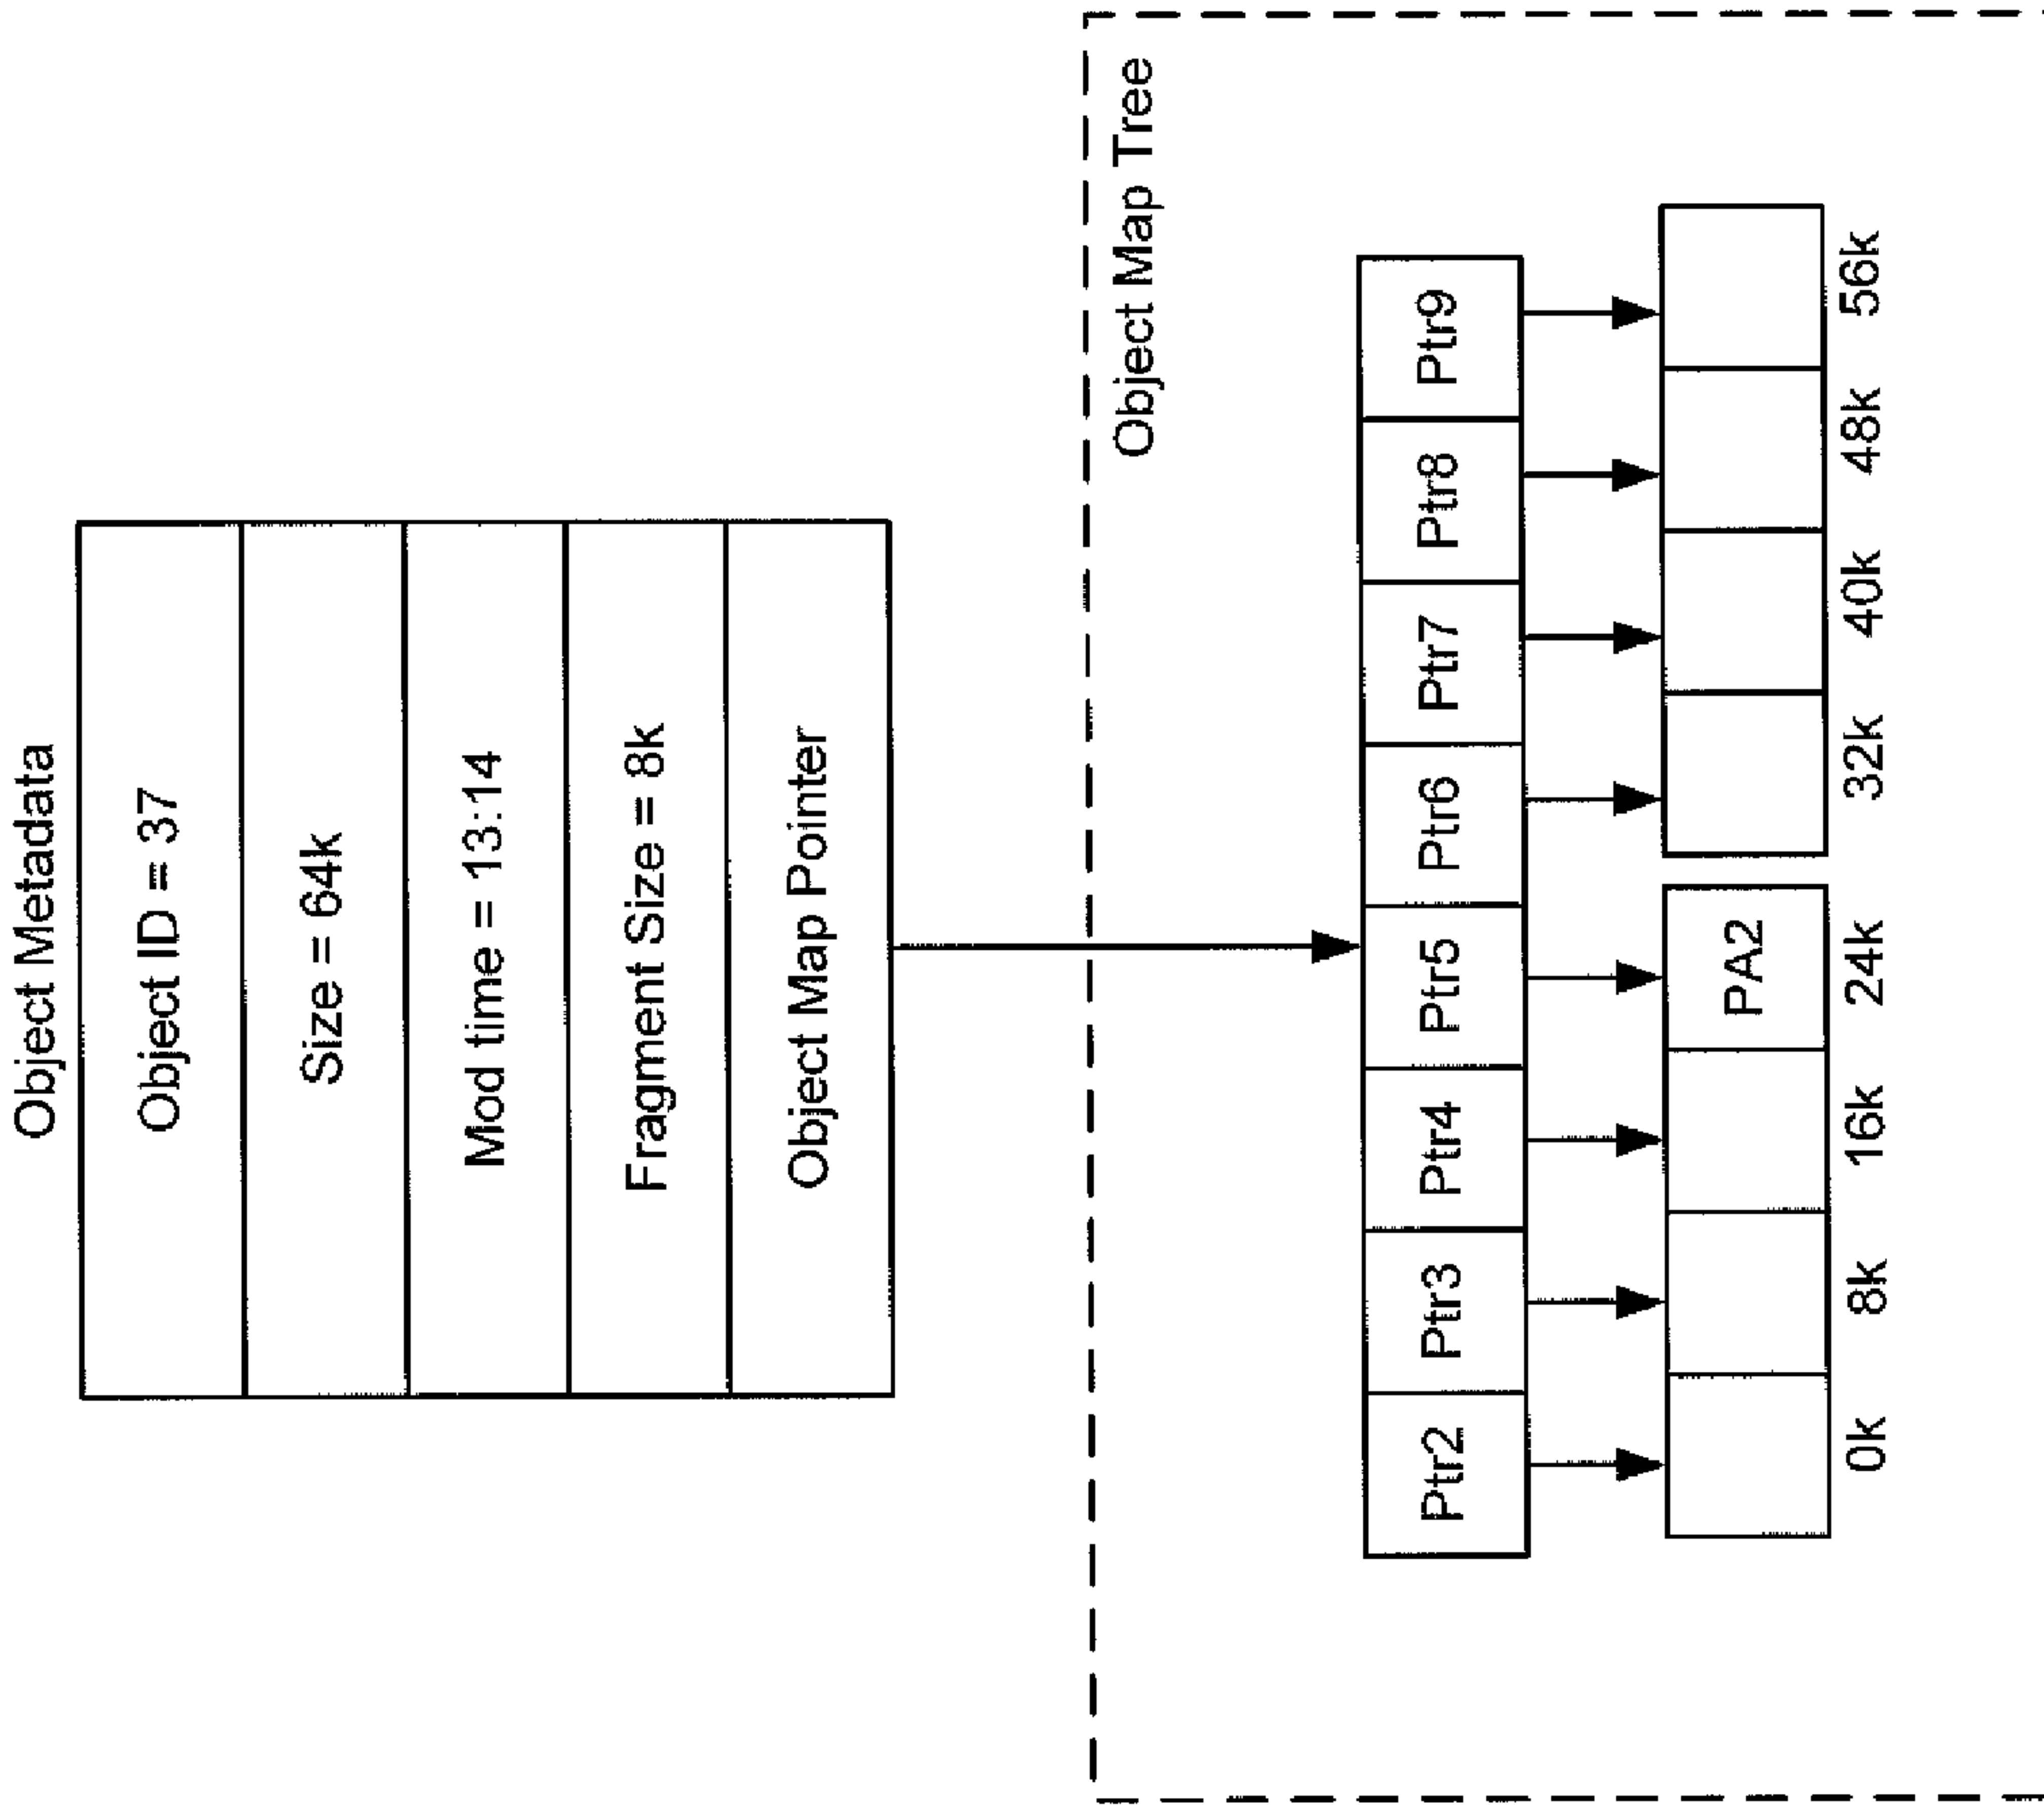 Object Metadata
Object ID = 37
Size = 64k
Mod time = 13:14
Fragment Size = 8k
Object Map Pointer
Object Map Tree
Ptr2 Ptr3 Ptr4 Ptr5 Ptr6 Ptr7 Ptr8 Ptr9
PA2
0k 8k 16k 24k 32k 40k 48k 56k